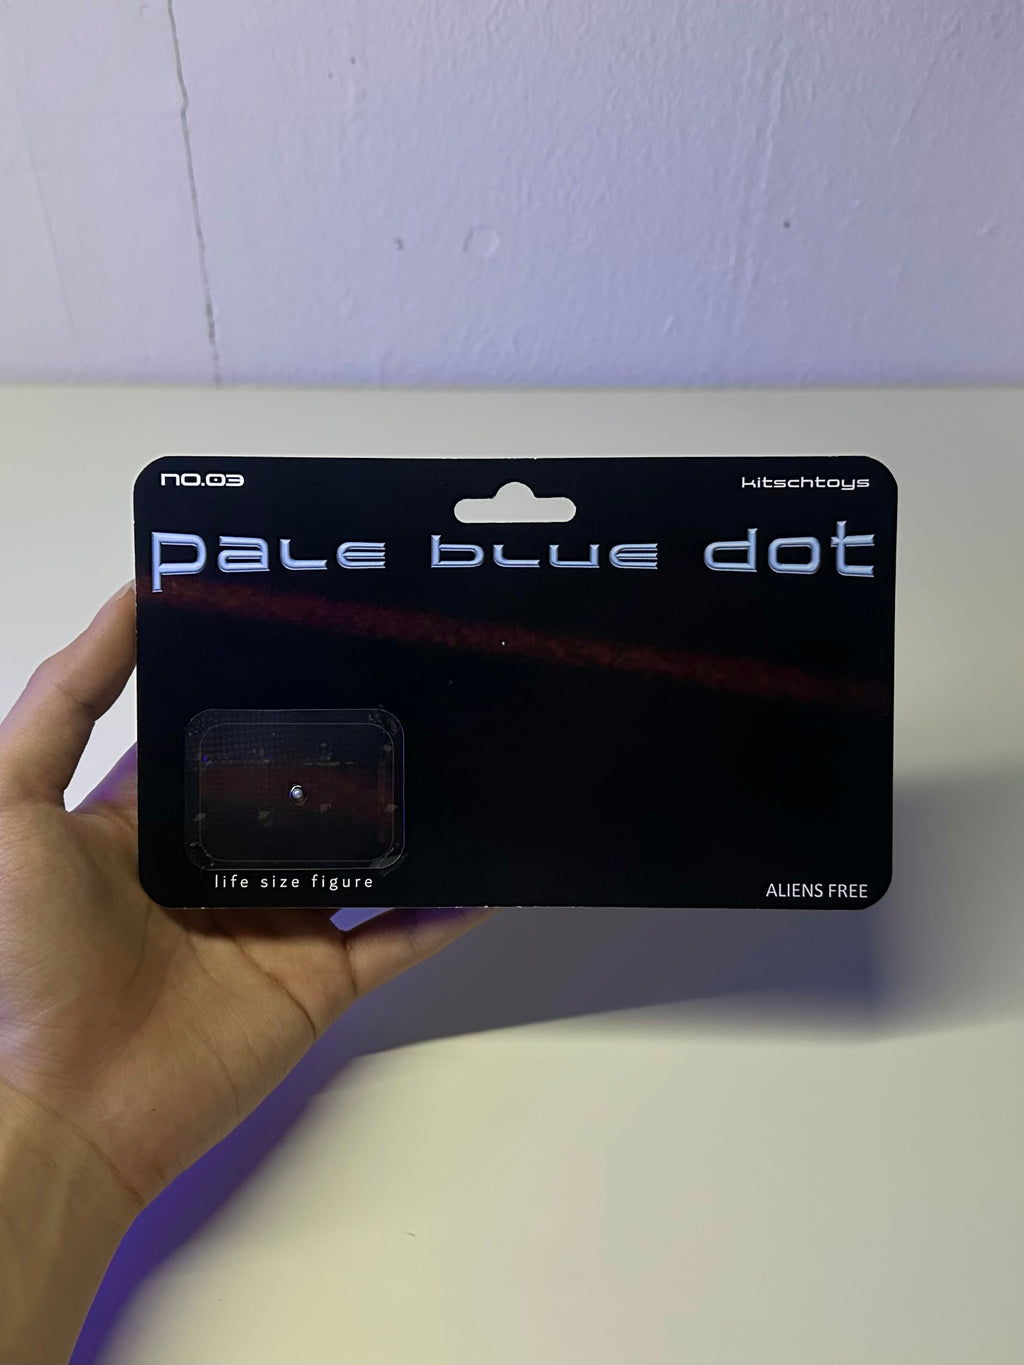 no.03
kitschtoys
pale blue dot
life size figure
ALIENS FREE